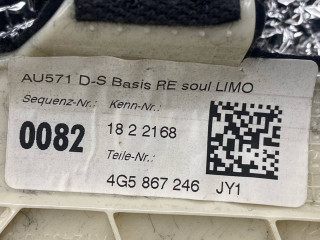 AU571 D-S Basis RE soul LIMO
Sequenz-Nr.: Kenn-Nr.:
0082 18 2 2168
Teile-Nr.:
4G5 867 246 JY1